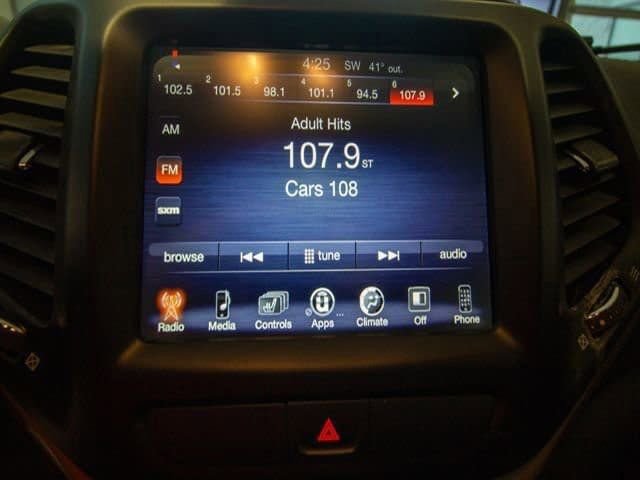 4:25 SW 41° out.
1 2 3 4 5 6
102.5 101.5 98.1 101.1 94.5 107.9
AM
Adult Hits
FM
107.9 ST
Cars 108
sxm
browse tune audio
Radio Media Controls Apps Climate Off Phone